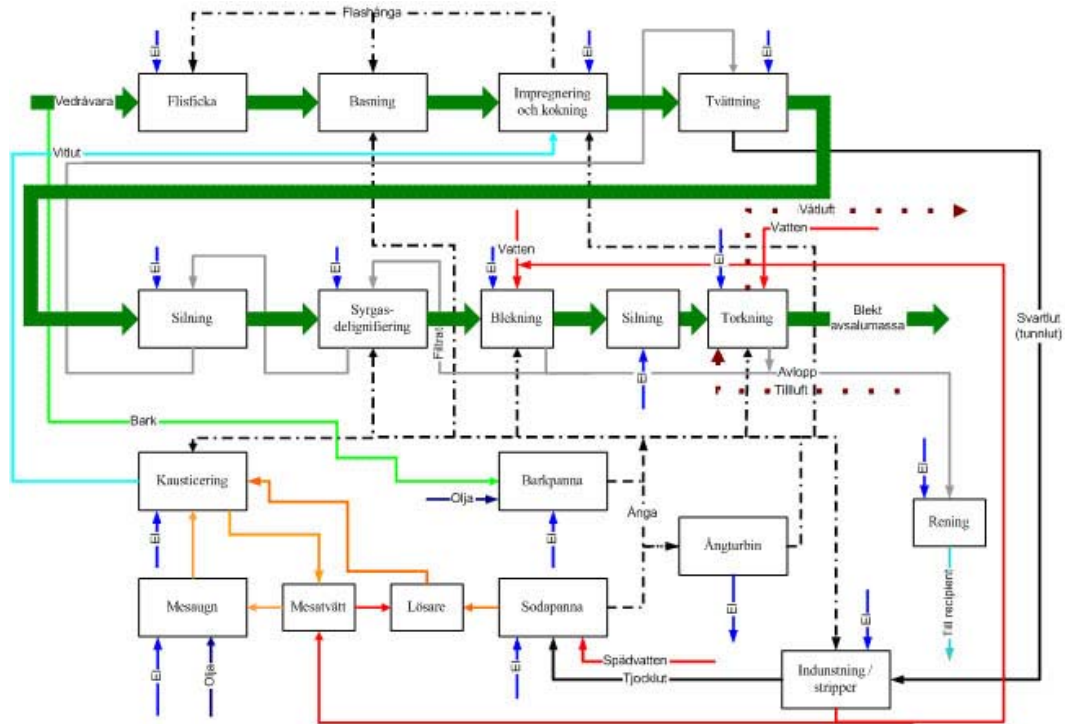 Flashånga
El
El
El
Vedråvara
Flisficka
Basning
Impregnering
och kokning
Tvättning
Vitlut
Våtluft
Vatten
Vatten
El
El
El
El
Silning
Syrgas-
delignifiering
Blekning
Silning
Torkning
Blekt
avsalumassa
Svartlut
(tunnlut)
Filtrat
El
Avlopp
Tillluft
Bark
Kausticering
Barkpanna
Olja
El
El
El
Ånga
Ångturbin
Rening
Mesaugn
Mesatvätt
Lösare
Sodapanna
El
El
Till recipient
El
Olja
El
Spädvatten
Tjocklut
Indunstning /
stripper